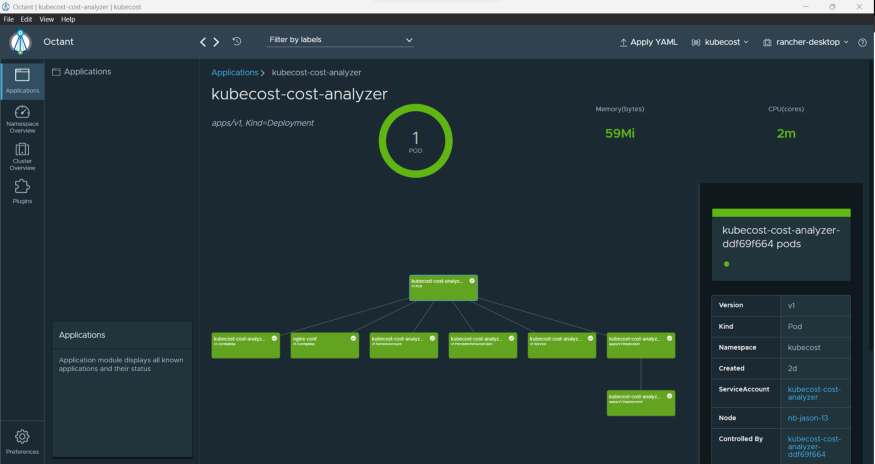 Octant | kubecost-cost-analyzer | kubecost
File Edit View Help
Octant
Filter by labels
Apply YAML
kubecost
rancher-desktop
Applications
Namespace
Overview
Cluster
Overview
Plugins
Preferences
Applications
Applications
Application module displays all known
applications and their status
Applications > kubecost-cost-analyzer
kubecost-cost-analyzer
apps/v1, Kind=Deployment
1
POD
Memory(bytes)
59Mi
CPU(cores)
2m
kubecost-cost-analyz...
v1 Pod
kubecost-cost-analyz...
v1 ConfigMap
nginx-conf
v1 ConfigMap
kubecost-cost-analyz...
v1 ServiceAccount
kubecost-cost-analyz...
v1 PersistentVolumeClaim
kubecost-cost-analyz...
v1 Service
kubecost-cost-analyz...
apps/v1 ReplicaSet
kubecost-cost-analyz...
apps/v1 Deployment
kubecost-cost-analyzer-
ddf69f664 pods
Version v1
Kind Pod
Namespace kubecost
Created 2d
ServiceAccount kubecost-cost-
analyzer
Node nb-jason-13
Controlled By kubecost-cost-
analyzer-
ddf69f664